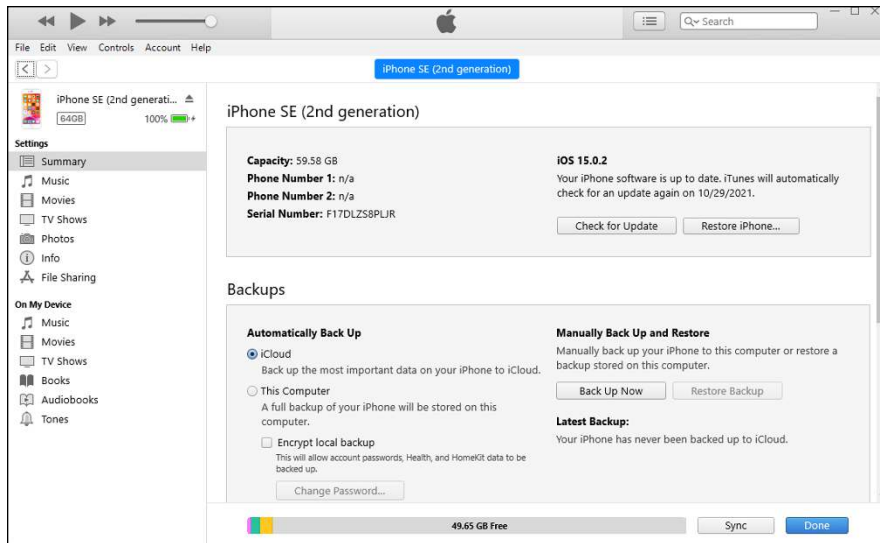 Search
File Edit View Controls Account Help
iPhone SE (2nd generation)
iPhone SE (2nd generati...
64GB 100%
Settings
Summary
Music
Movies
TV Shows
Photos
Info
File Sharing
On My Device
Music
Movies
TV Shows
Books
Audiobooks
Tones
iPhone SE (2nd generation)
Capacity: 59.58 GB
Phone Number 1: n/a
Phone Number 2: n/a
Serial Number: F17DLZS8PLJR
iOS 15.0.2
Your iPhone software is up to date. iTunes will automatically
check for an update again on 10/29/2021.
Check for Update Restore iPhone...
Backups
Automatically Back Up
iCloud
Back up the most important data on your iPhone to iCloud.
This Computer
A full backup of your iPhone will be stored on this
computer.
Encrypt local backup
This will allow account passwords, Health, and HomeKit data to be
backed up.
Change Password...
Manually Back Up and Restore
Manually back up your iPhone to this computer or restore a
backup stored on this computer.
Back Up Now Restore Backup
Latest Backup:
Your iPhone has never been backed up to iCloud.
49.65 GB Free
Sync Done